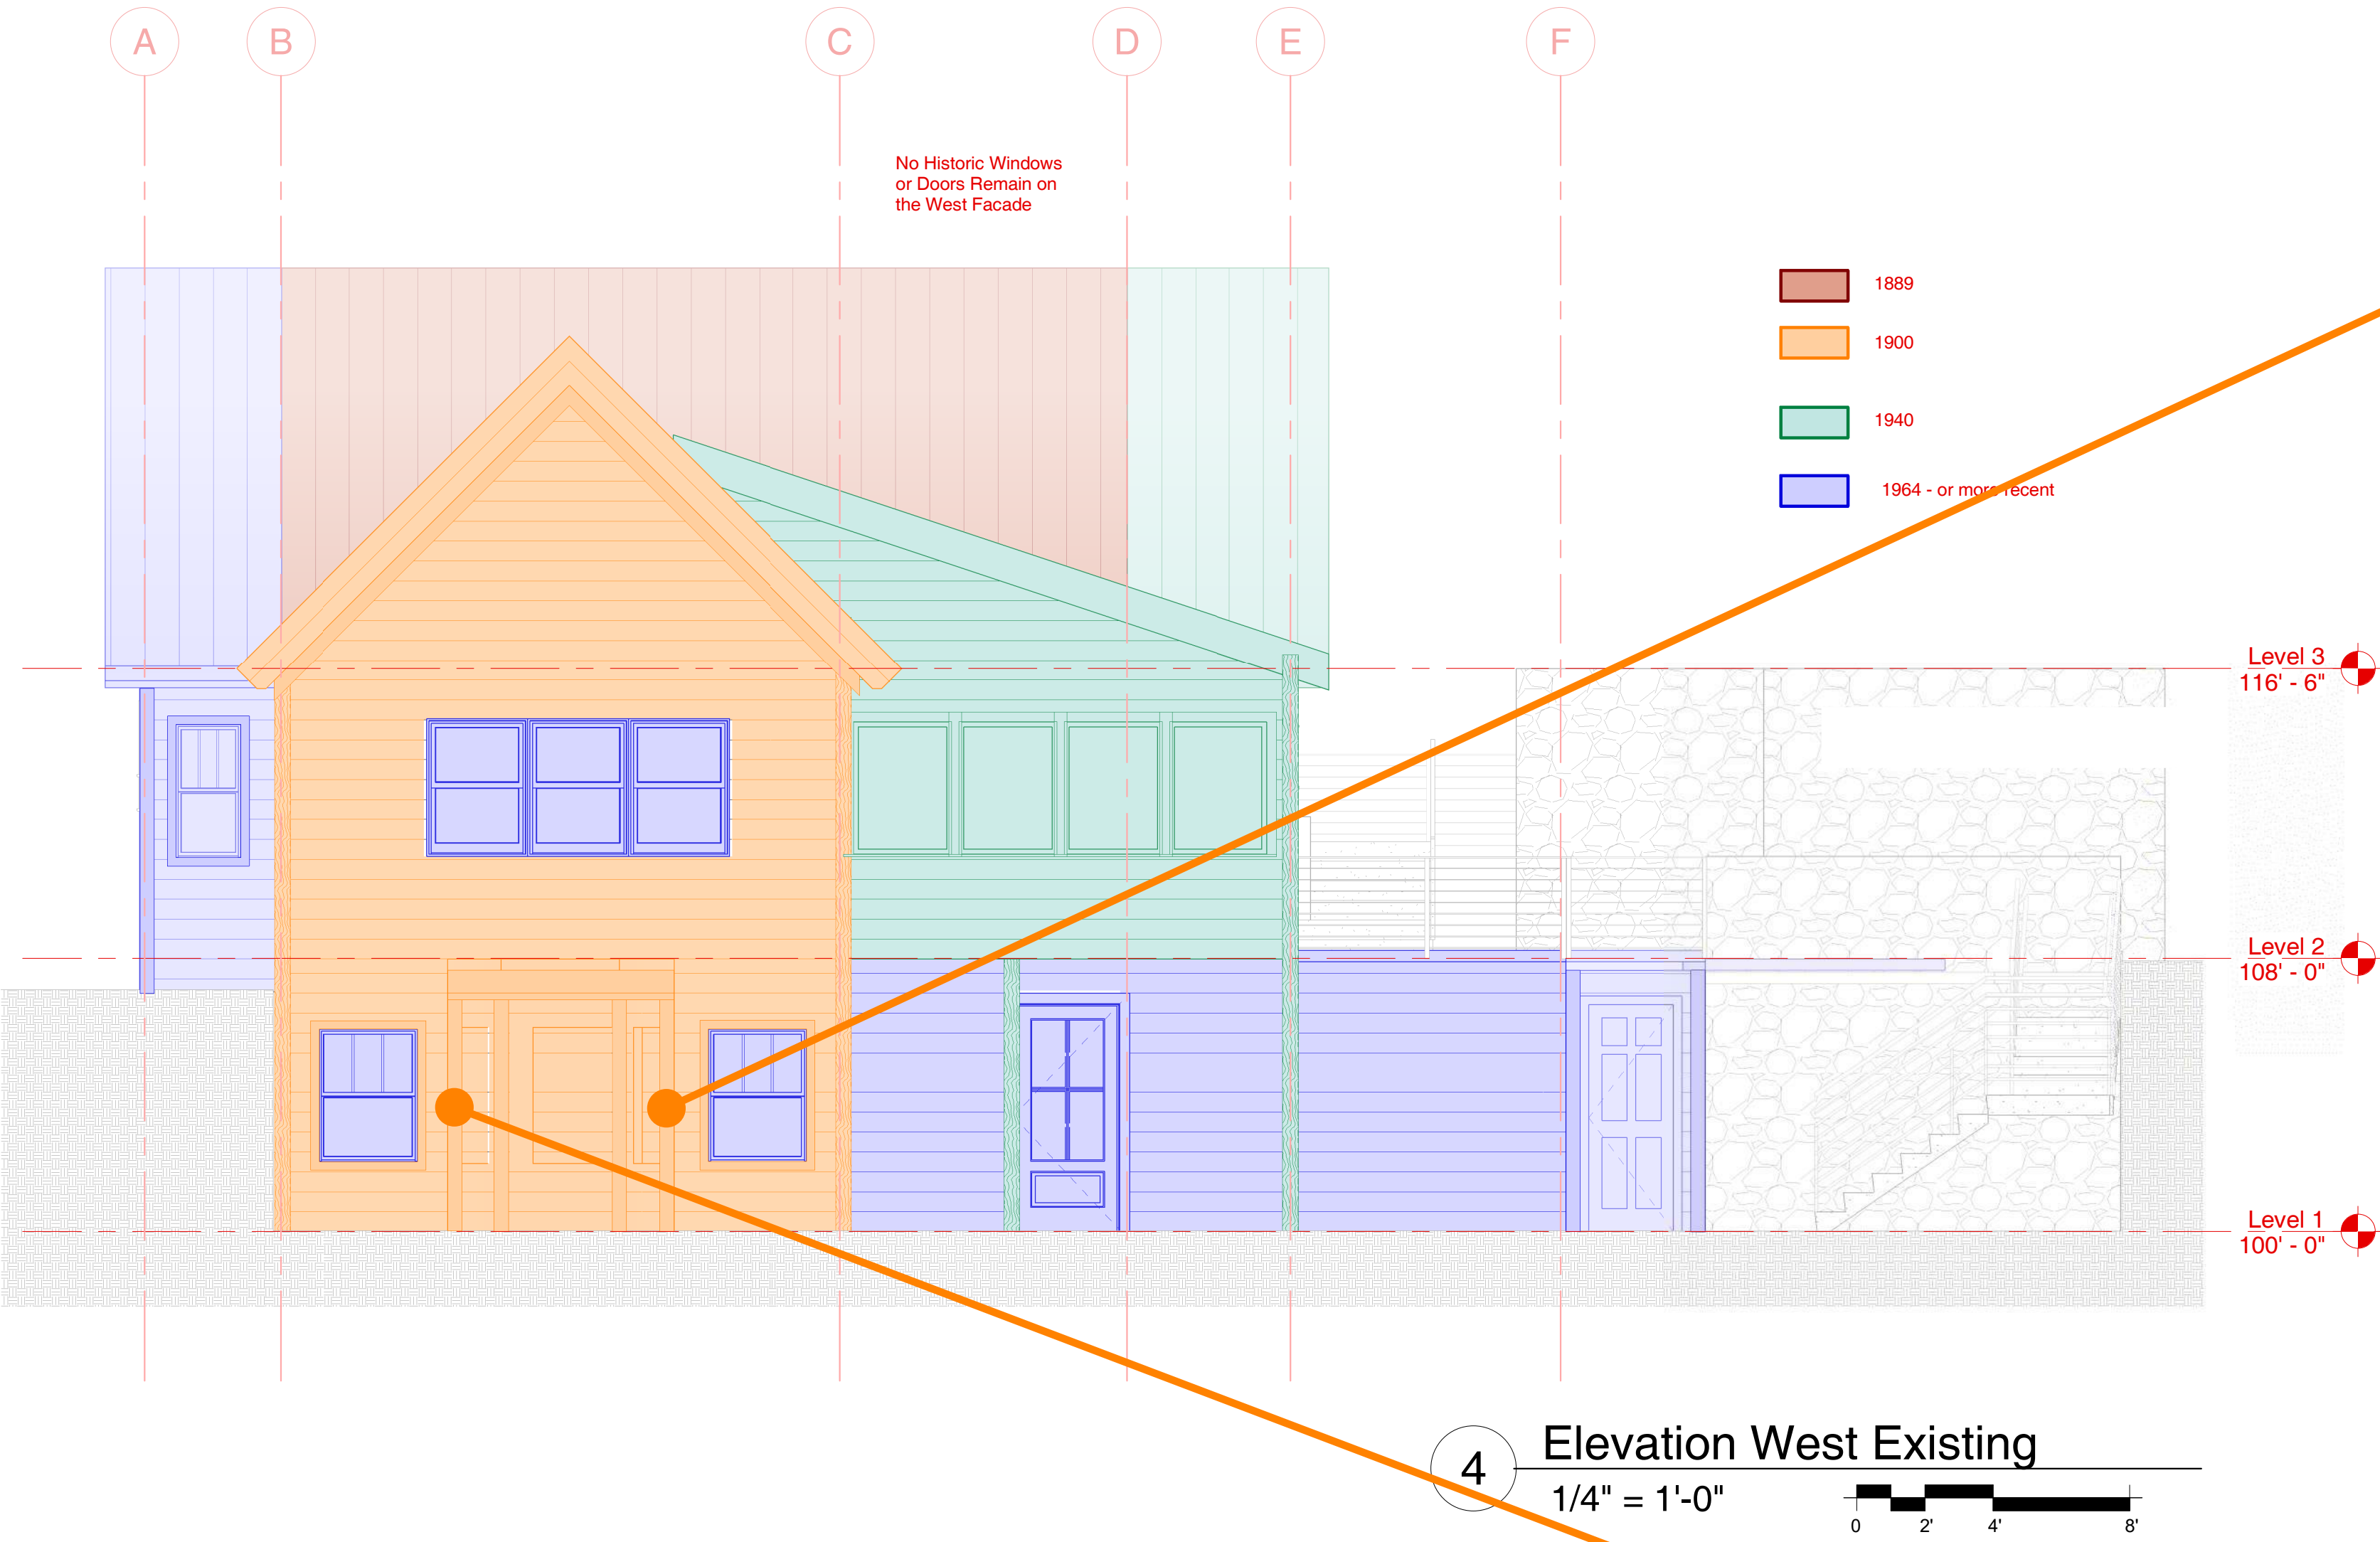 A
B
C
D
E
F
No Historic Windows
or Doors Remain on
the West Facade
1889
1900
1940
1964 - or more recent
Level 3
116' - 6"
Level 2
108' - 0"
Level 1
100' - 0"
4
Elevation West Existing
1/4" = 1'-0"
0 2' 4' 8'